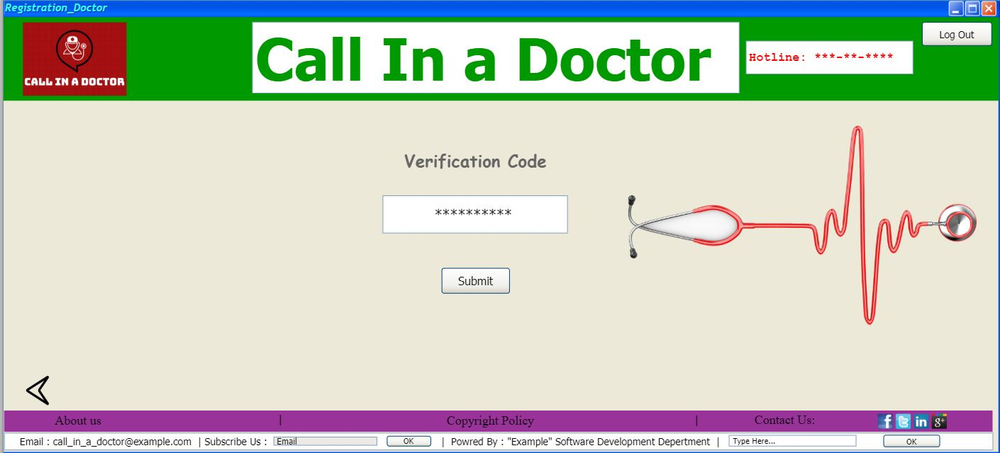 Registration_Doctor
CALL IN A DOCTOR
Call In a Doctor
Hotline: ***-**-****
Log Out
Verification Code
**********
Submit
About us | Copyright Policy | Contact Us: f t in g+
Email : call_in_a_doctor@example.com | Subscribe Us : Email OK | Powred By : "Example" Software Development Depertment | Type Here... OK